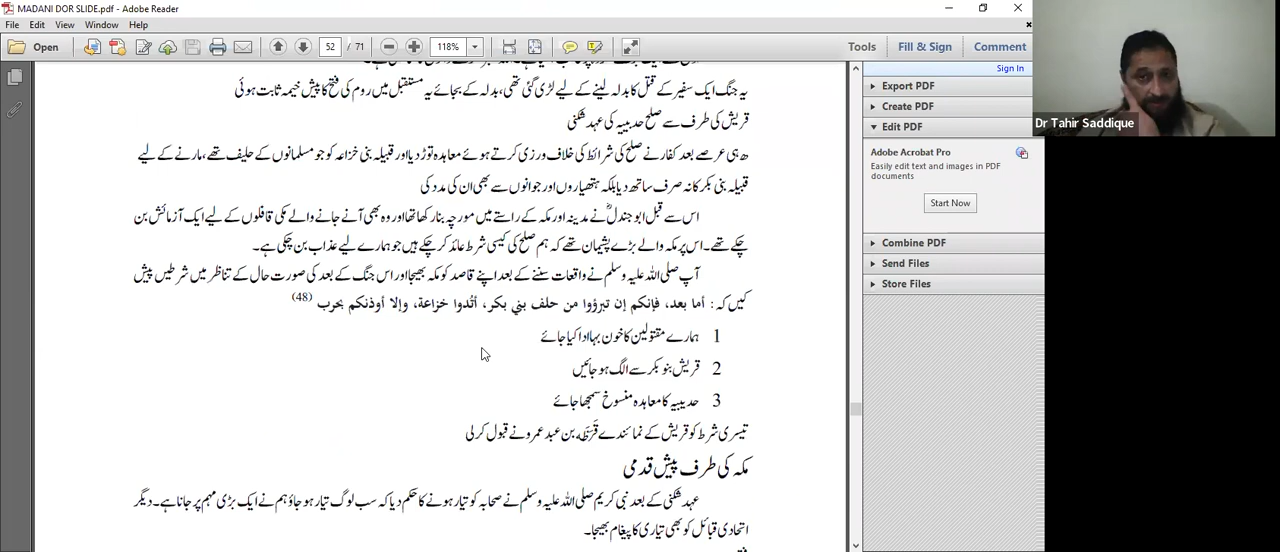 MADANI DOR SLIDE.pdf - Adobe Reader
File Edit View Window Help
Open 52 / 71 118% Tools Fill & Sign Comment
Sign In
Export PDF
Create PDF
Edit PDF
Adobe Acrobat Pro
Easily edit text and images in PDF documents
Start Now
Combine PDF
Send Files
Store Files
Dr Tahir Saddique
یہ جنگ ایک سفیر کے قتل کا بدلہ لینے کے لیے لڑی گئی تھی، بدلہ کے بجائے یہ مستقبل میں روم کی فتح کا پیش خیمہ ثابت ہوئی
قریش کی طرف سے صلح حدیبیہ کی عہد شکنی
ھ ہی عرصے بعد کفار نے صلح کی شرائط کی خلاف ورزی کرتے ہوئے معاہدہ توڑ دیا اور قبیلہ بنی خزاعہ کو جو مسلمانوں کے حلیف تھے، مارنے کے لیے
قبیلہ بنی بکر کا نہ صرف ساتھ دیا بلکہ ہتھیاروں اور جوانوں سے بھی ان کی مدد کی
اس سے قبل ابو جندلؓ نے مدینہ اور مکہ کے راستے میں مورچہ بنا رکھا تھا اور وہ بھی آنے جانے والے مکی قافلوں کے لیے ایک آزمائش بن
چکے تھے۔ اس پر مکہ والے بڑے پشیمان تھے کہ ہم صلح کی کیسی شرط عائد کر چکے ہیں جو ہمارے لیے عذاب بن چکی ہے۔
آپ صلی اللہ علیہ وسلم نے واقعات سننے کے بعد اپنے قاصد کو مکہ بھیجا اور اس جنگ کے بعد کی صورت حال کے تناظر میں شرطیں پیش
کیں کہ: أما بعد، فإنكم إن تبرؤوا من حلف بني بكر، أتدوا خزاعة، وإلا أوذنكم بحرب (48)
1 ہمارے مقتولین کا خون بہا ادا کیا جائے
2 قریش بنو بکر سے الگ ہو جائیں
3 حدیبیہ کا معاہدہ منسوخ سمجھا جائے
تیسری شرط کو قریش کے نمائندے قَرَظَه بن عبد عمرو نے قبول کر لی
مکہ کی طرف پیش قدمی
عہد شکنی کے بعد نبی کریم صلی اللہ علیہ وسلم نے صحابہ کو تیار ہونے کا حکم دیا کہ سب لوگ تیار ہو جاؤ ہم نے ایک بڑی مہم پر جانا ہے۔ دیگر
اتحادی قبائل کو بھی تیاری کا پیغام بھیجا۔